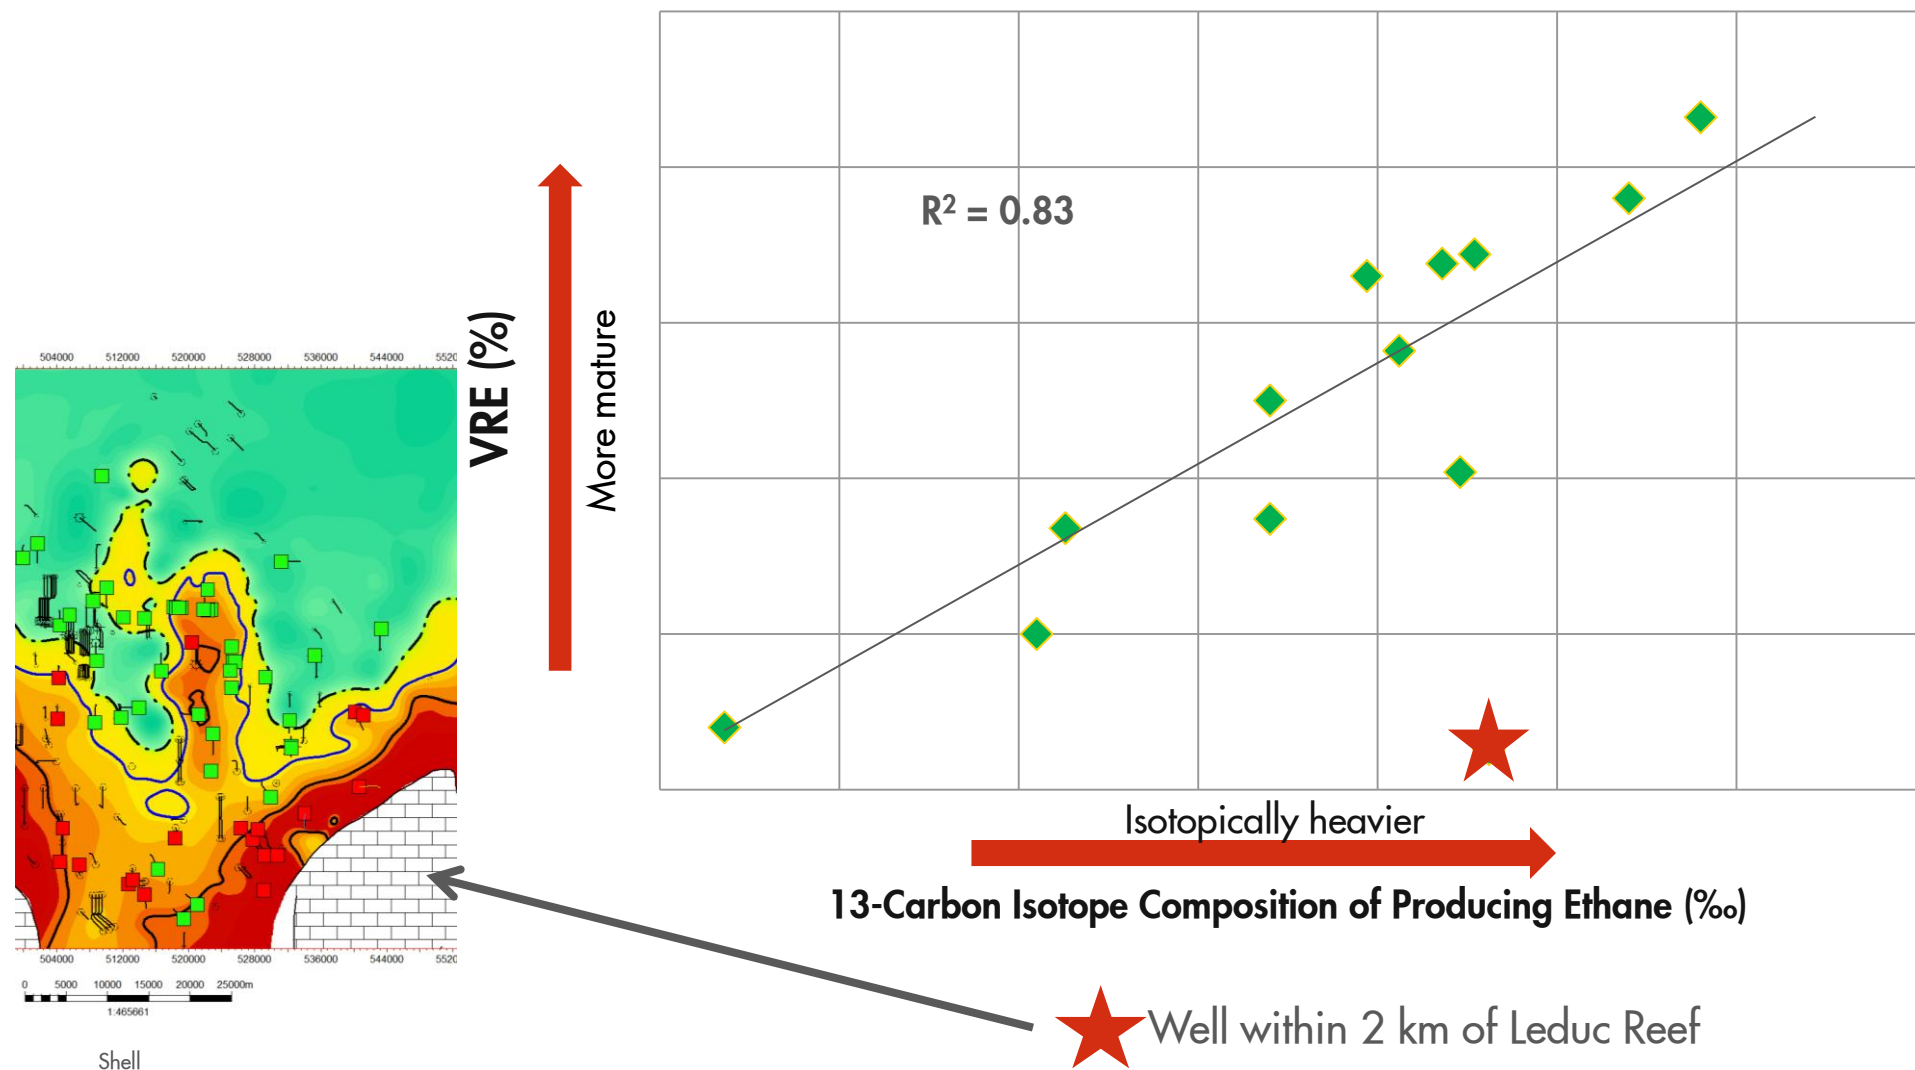 R² = 0.83
VRE (%)
More mature
504000 512000 520000 528000 536000 544000 5520
Isotopically heavier
13-Carbon Isotope Composition of Producing Ethane (‰)
504000 512000 520000 528000 536000 544000 5520
0 5000 10000 15000 20000 25000m
1:465661
Well within 2 km of Leduc Reef
Shell